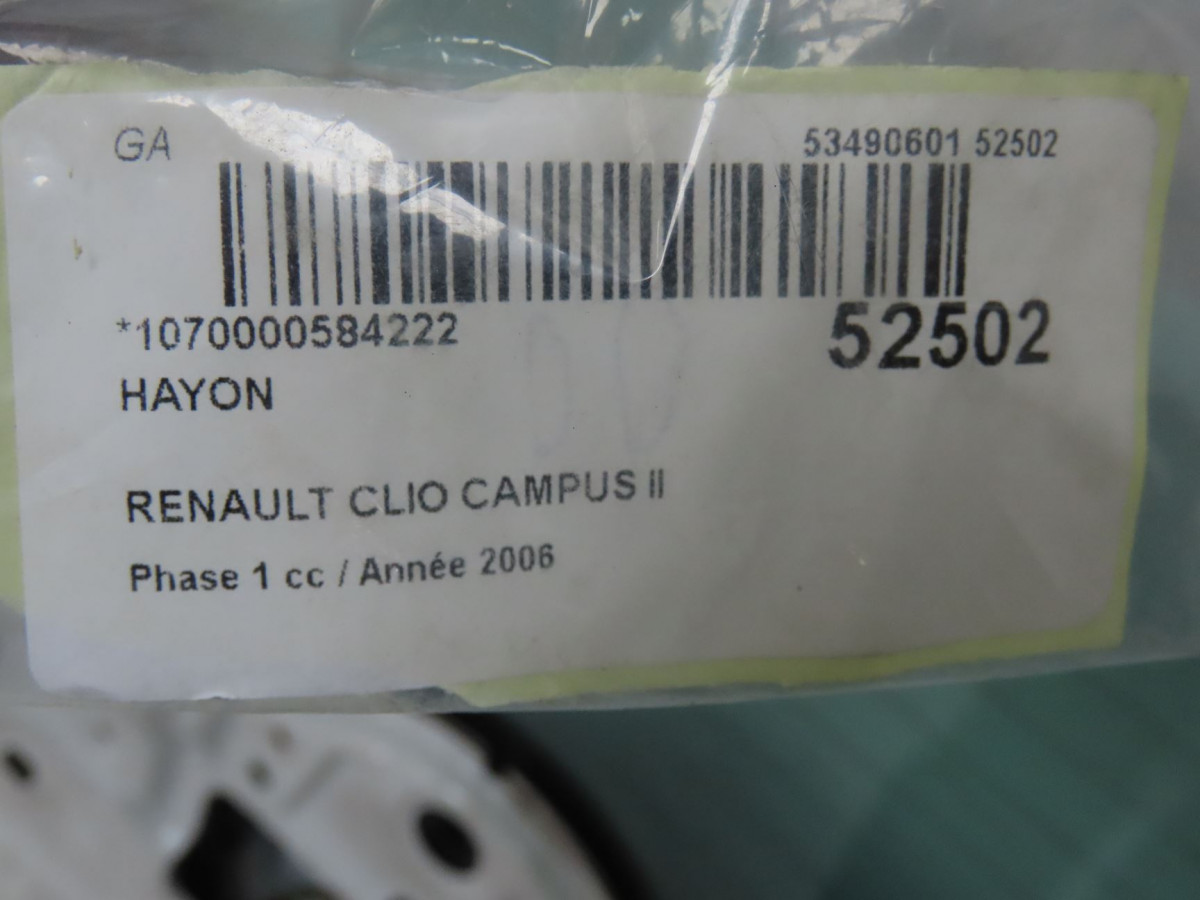 GA
53490601 52502
*1070000584222
52502
HAYON
RENAULT CLIO CAMPUS II
Phase 1 cc / Année 2006